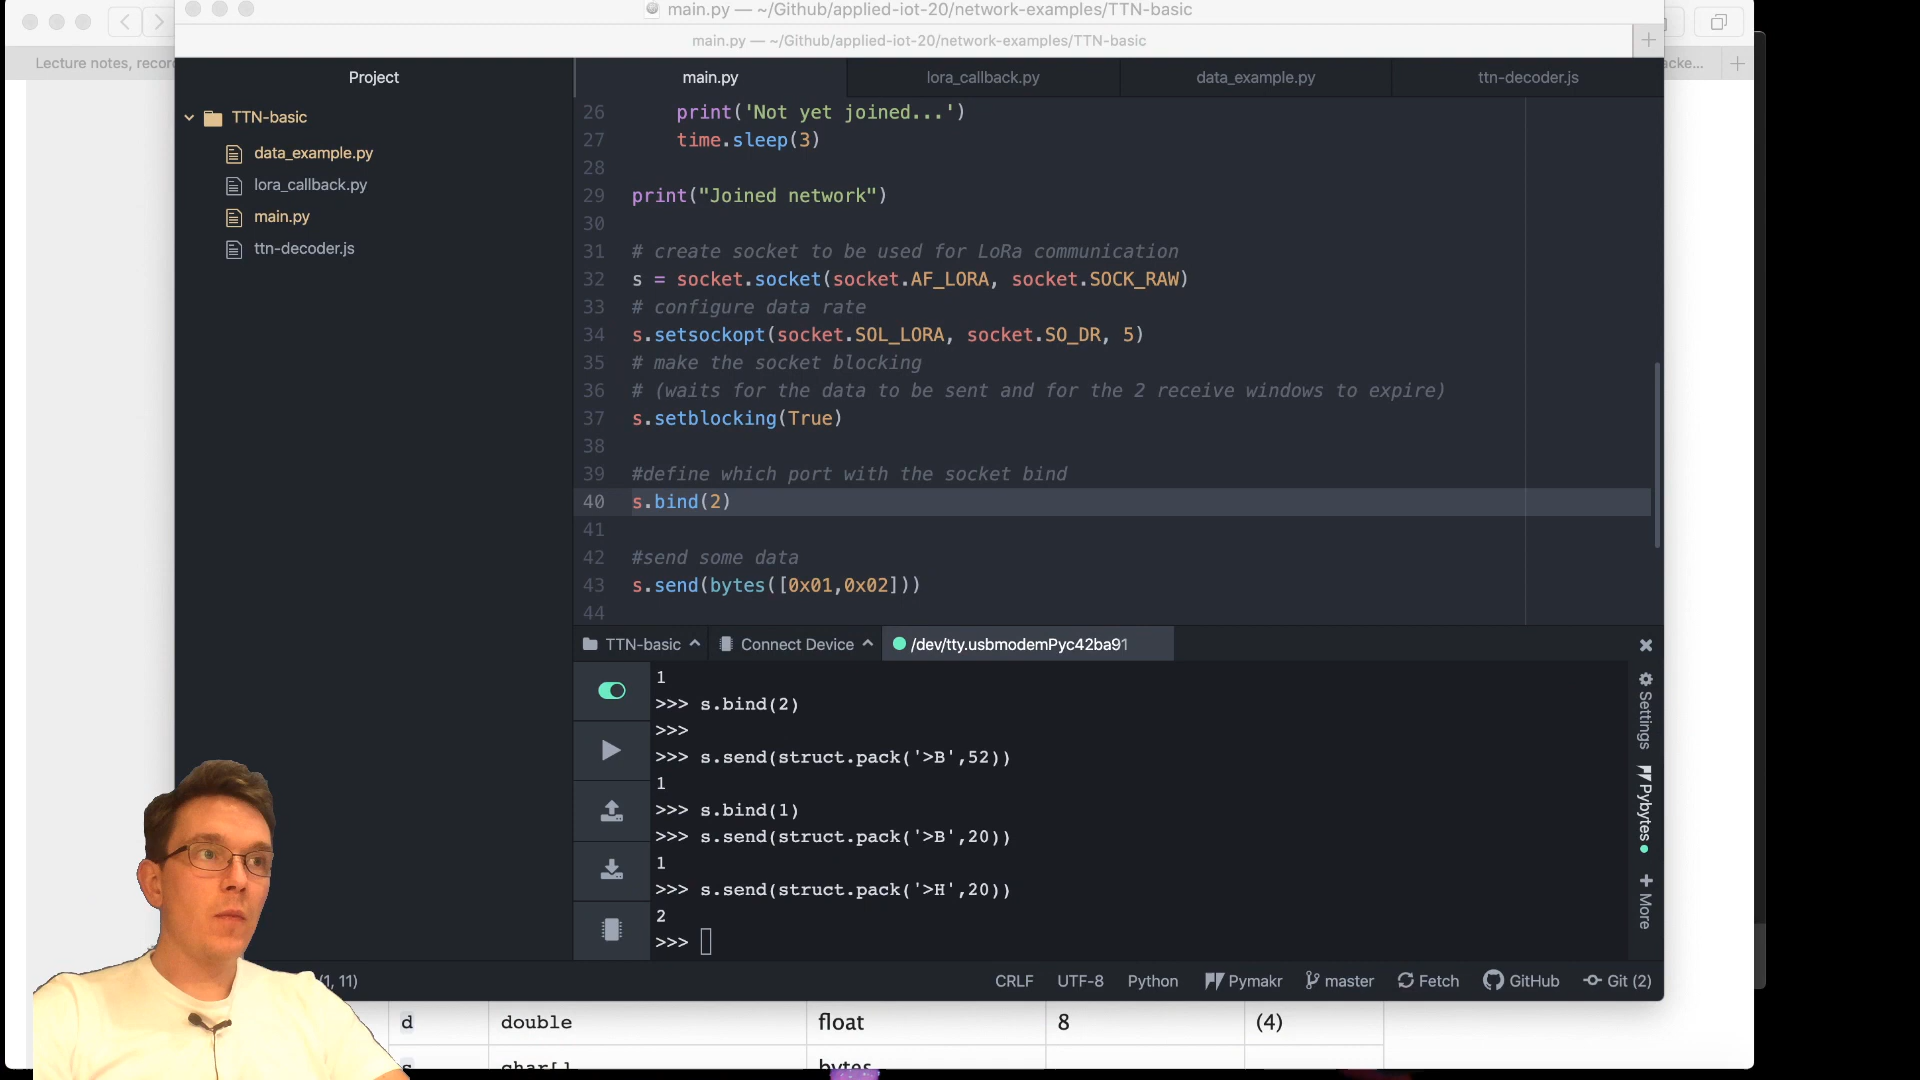 main.py — ~/Github/applied-iot-20/network-examples/TTN-basic
main.py — ~/Github/applied-iot-20/network-examples/TTN-basic
Lecture notes, recor
acke...
Project
main.py
lora_callback.py
data_example.py
ttn-decoder.js
TTN-basic
data_example.py
lora_callback.py
main.py
ttn-decoder.js
26 print('Not yet joined...')
27 time.sleep(3)
28
29 print("Joined network")
30
31 # create socket to be used for LoRa communication
32 s = socket.socket(socket.AF_LORA, socket.SOCK_RAW)
33 # configure data rate
34 s.setsockopt(socket.SOL_LORA, socket.SO_DR, 5)
35 # make the socket blocking
36 # (waits for the data to be sent and for the 2 receive windows to expire)
37 s.setblocking(True)
38
39 #define which port with the socket bind
40 s.bind(2)
41
42 #send some data
43 s.send(bytes([0x01,0x02]))
44
TTN-basic
Connect Device
/dev/tty.usbmodemPyc42ba91
1
>>> s.bind(2)
>>>
>>> s.send(struct.pack('>B',52))
1
>>> s.bind(1)
>>> s.send(struct.pack('>B',20))
1
>>> s.send(struct.pack('>H',20))
2
>>>
Settings
Pybytes
More
(1, 11)
CRLF
UTF-8
Python
Pymakr
master
Fetch
GitHub
Git (2)
d double float 8 (4)
s char[] bytes